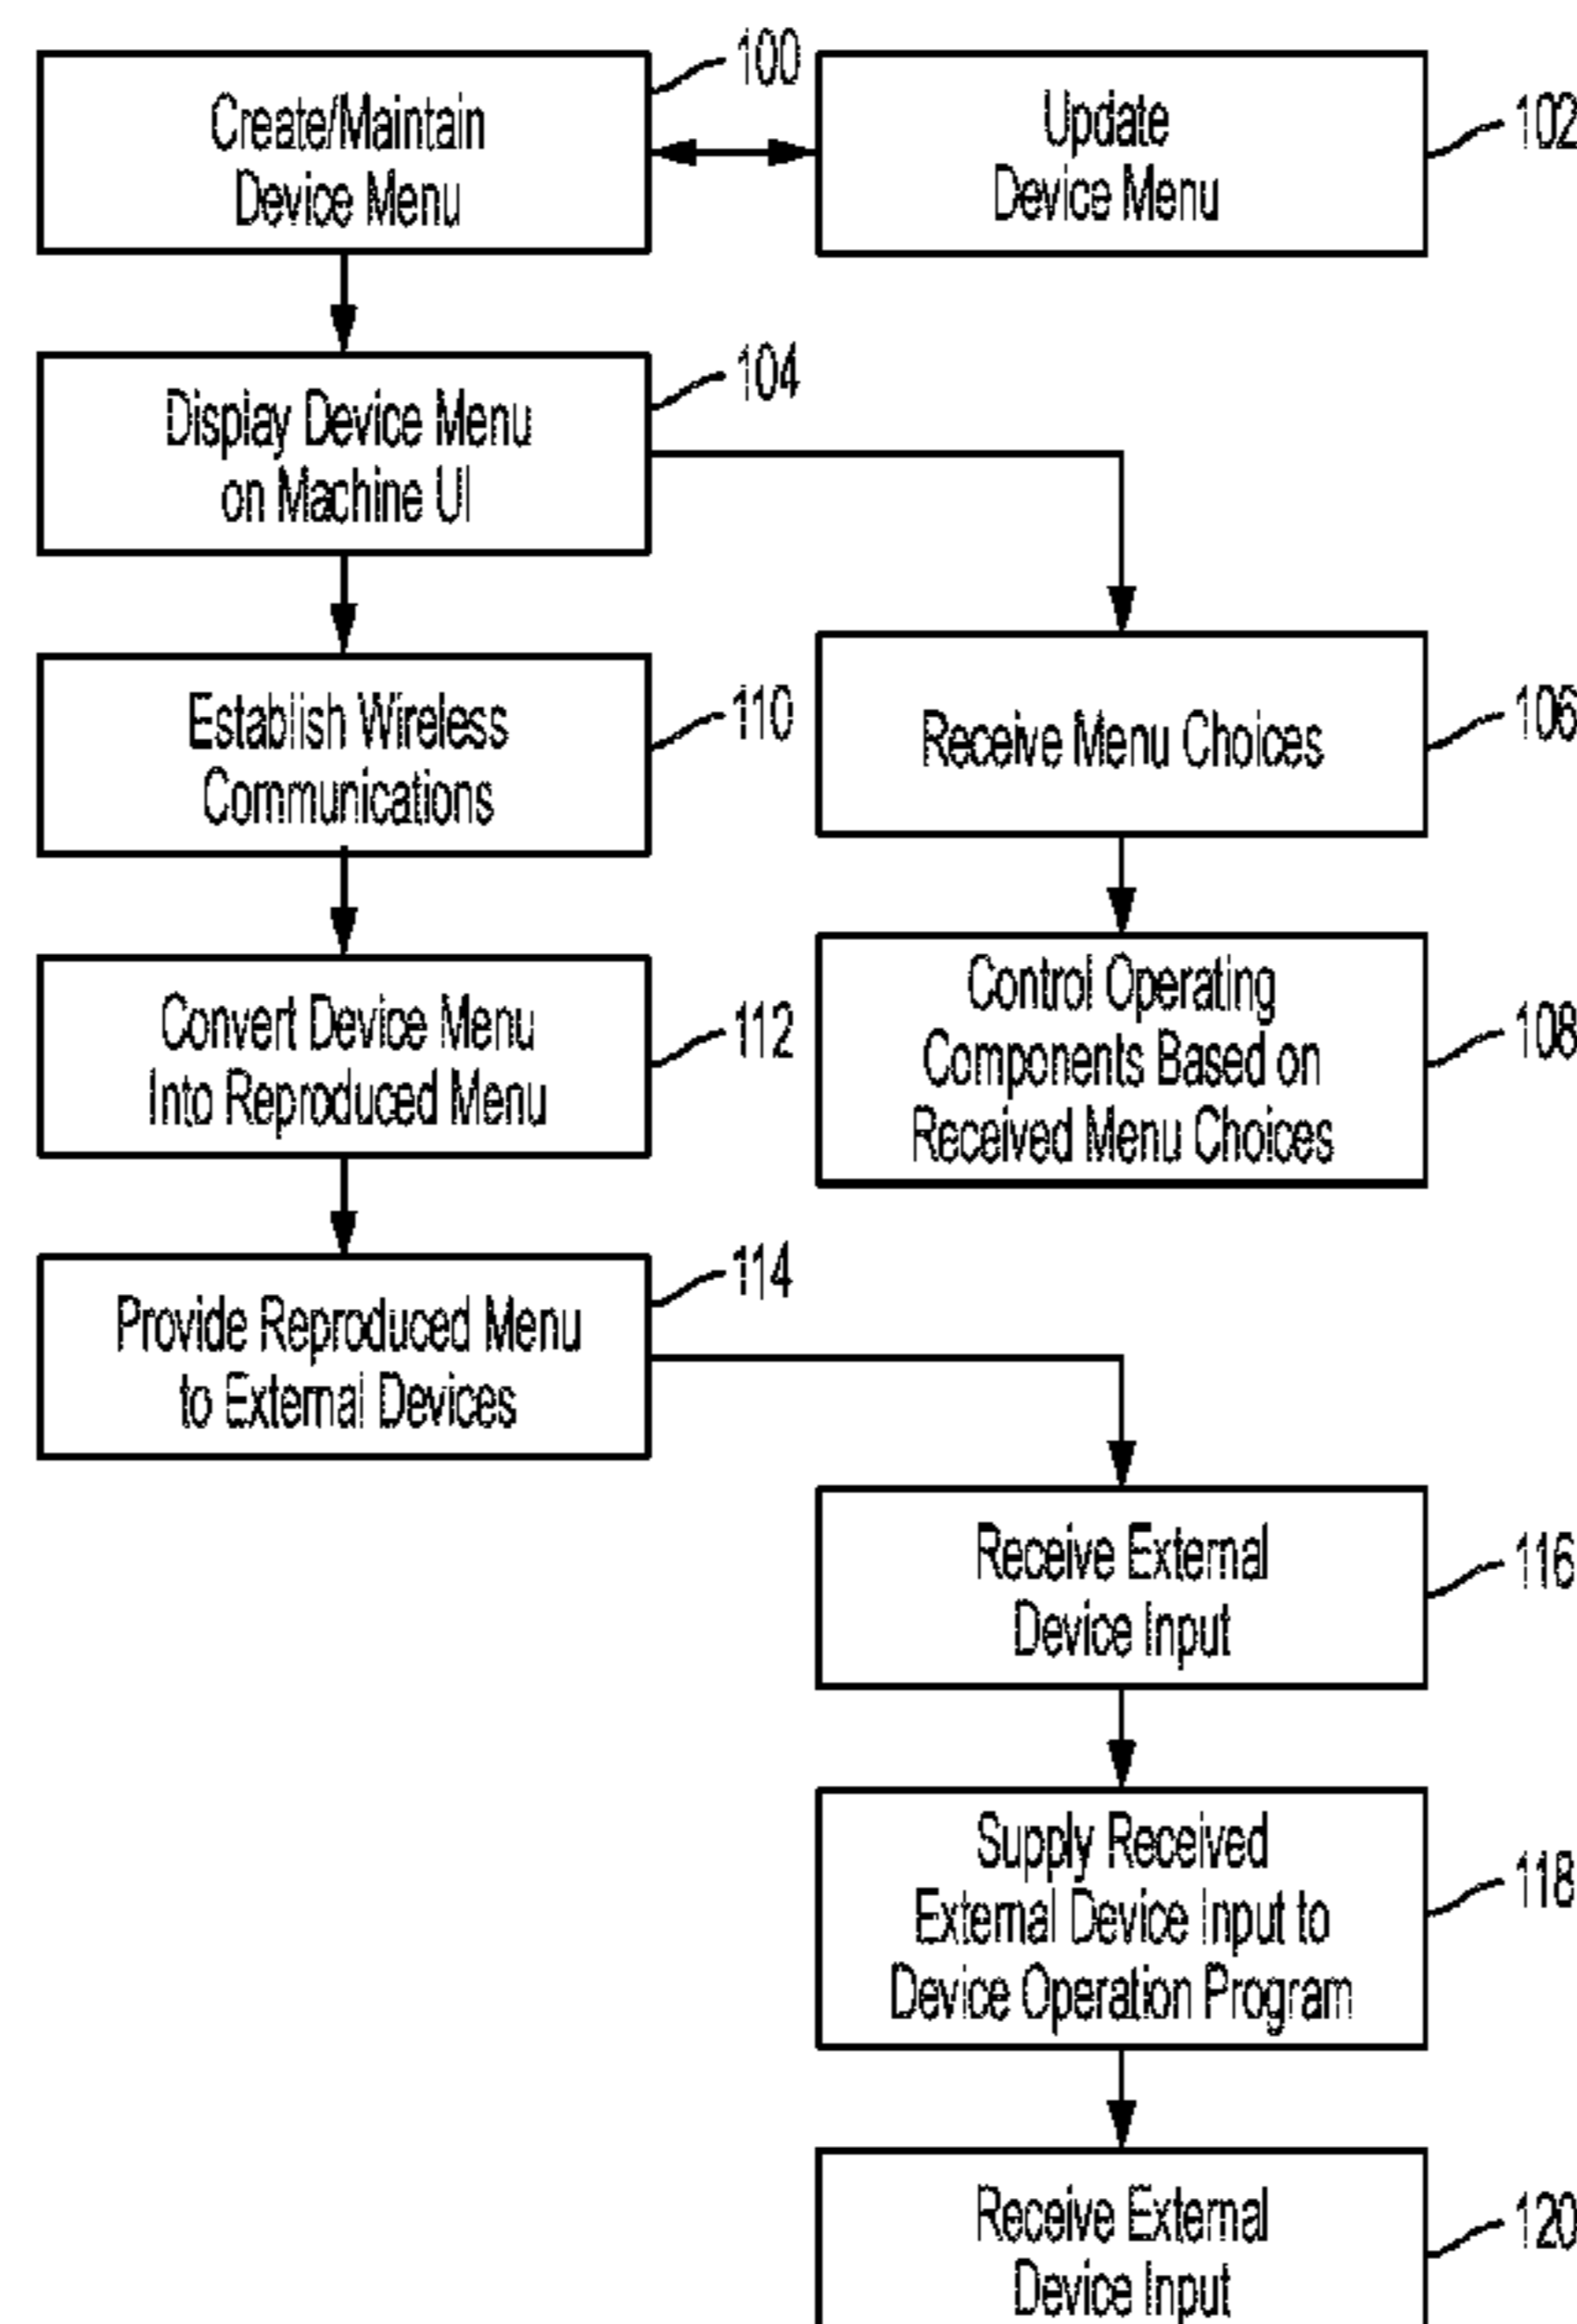 100
Create/Maintain
Device Menu
Update
Device Menu
102
Display Device Menu
on Machine UI
104
Establish Wireless
Communications
110
Receive Menu Choices
106
Convert Device Menu
Into Reproduced Menu
112
Control Operating
Components Based on
Received Menu Choices
108
Provide Reproduced Menu
to External Devices
114
Receive External
Device Input
116
Supply Received
External Device Input to
Device Operation Program
118
Receive External
Device Input
120